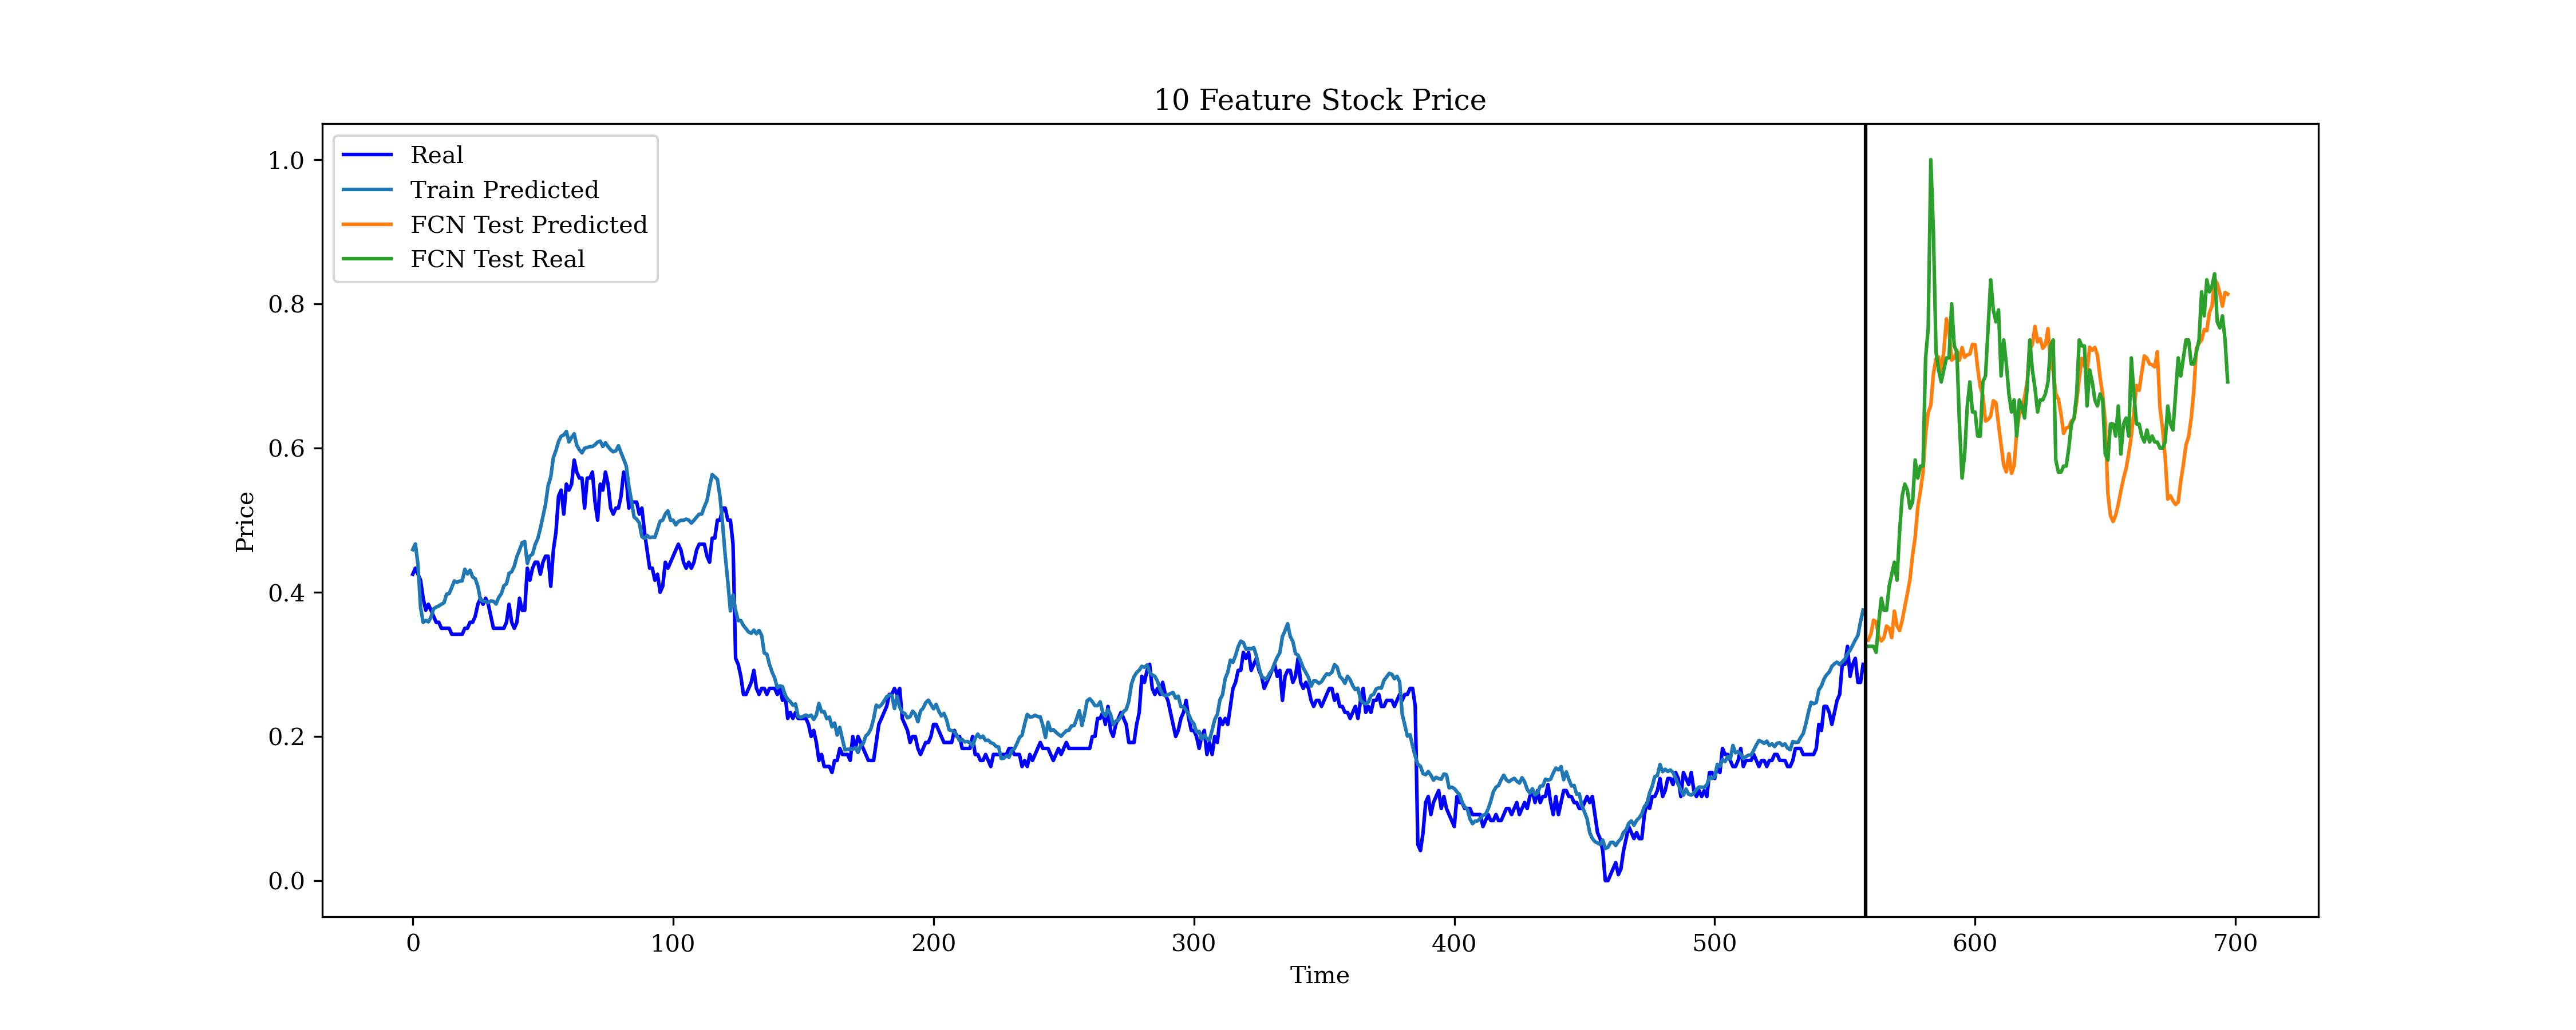 10 Feature Stock Price
Real
Train Predicted
FCN Test Predicted
FCN Test Real
1.0
0.8
0.6
0.4
0.2
0.0
Price
0 100 200 300 400 500 600 700
Time